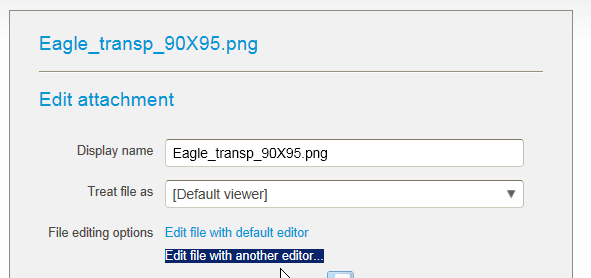 Eagle_transp_90X95.png
Edit attachment
Display name Eagle_transp_90X95.png
Treat file as [Default viewer]
File editing options Edit file with default editor
Edit file with another editor...